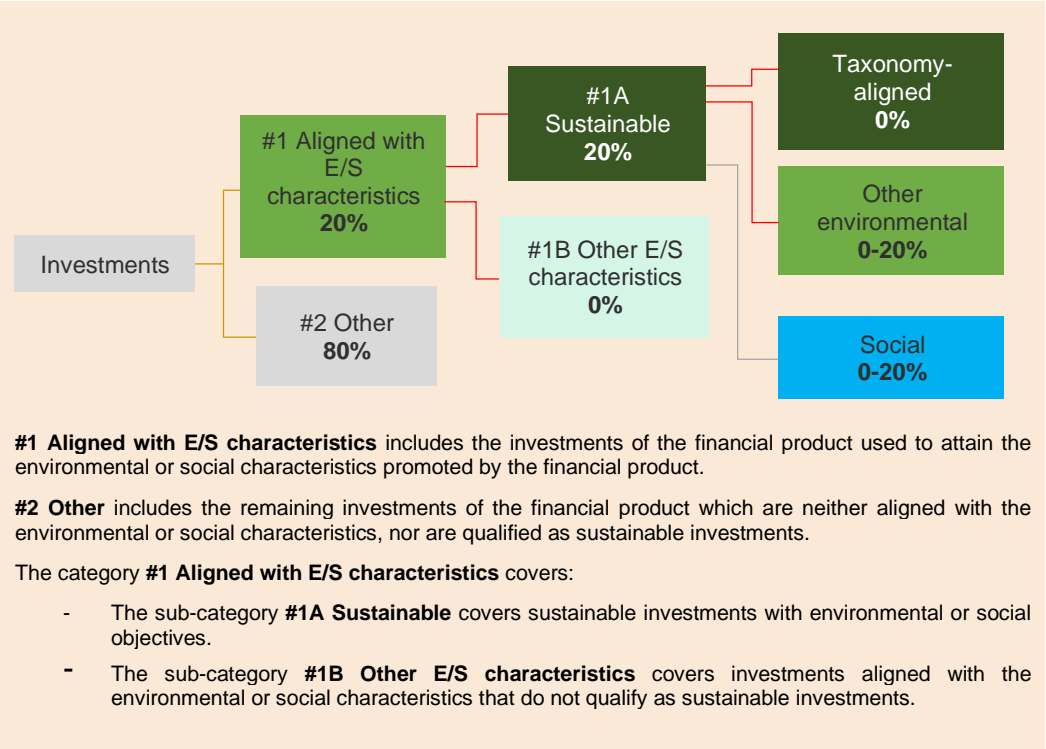 Investments
#1 Aligned with
E/S
characteristics
20%
#2 Other
80%
#1A
Sustainable
20%
#1B Other E/S
characteristics
0%
Taxonomy-
aligned
0%
Other
environmental
0-20%
Social
0-20%
#1 Aligned with E/S characteristics includes the investments of the financial product used to attain the
environmental or social characteristics promoted by the financial product.
#2 Other includes the remaining investments of the financial product which are neither aligned with the
environmental or social characteristics, nor are qualified as sustainable investments.
The category #1 Aligned with E/S characteristics covers:
- The sub-category #1A Sustainable covers sustainable investments with environmental or social
objectives.
- The sub-category #1B Other E/S characteristics covers investments aligned with the
environmental or social characteristics that do not qualify as sustainable investments.